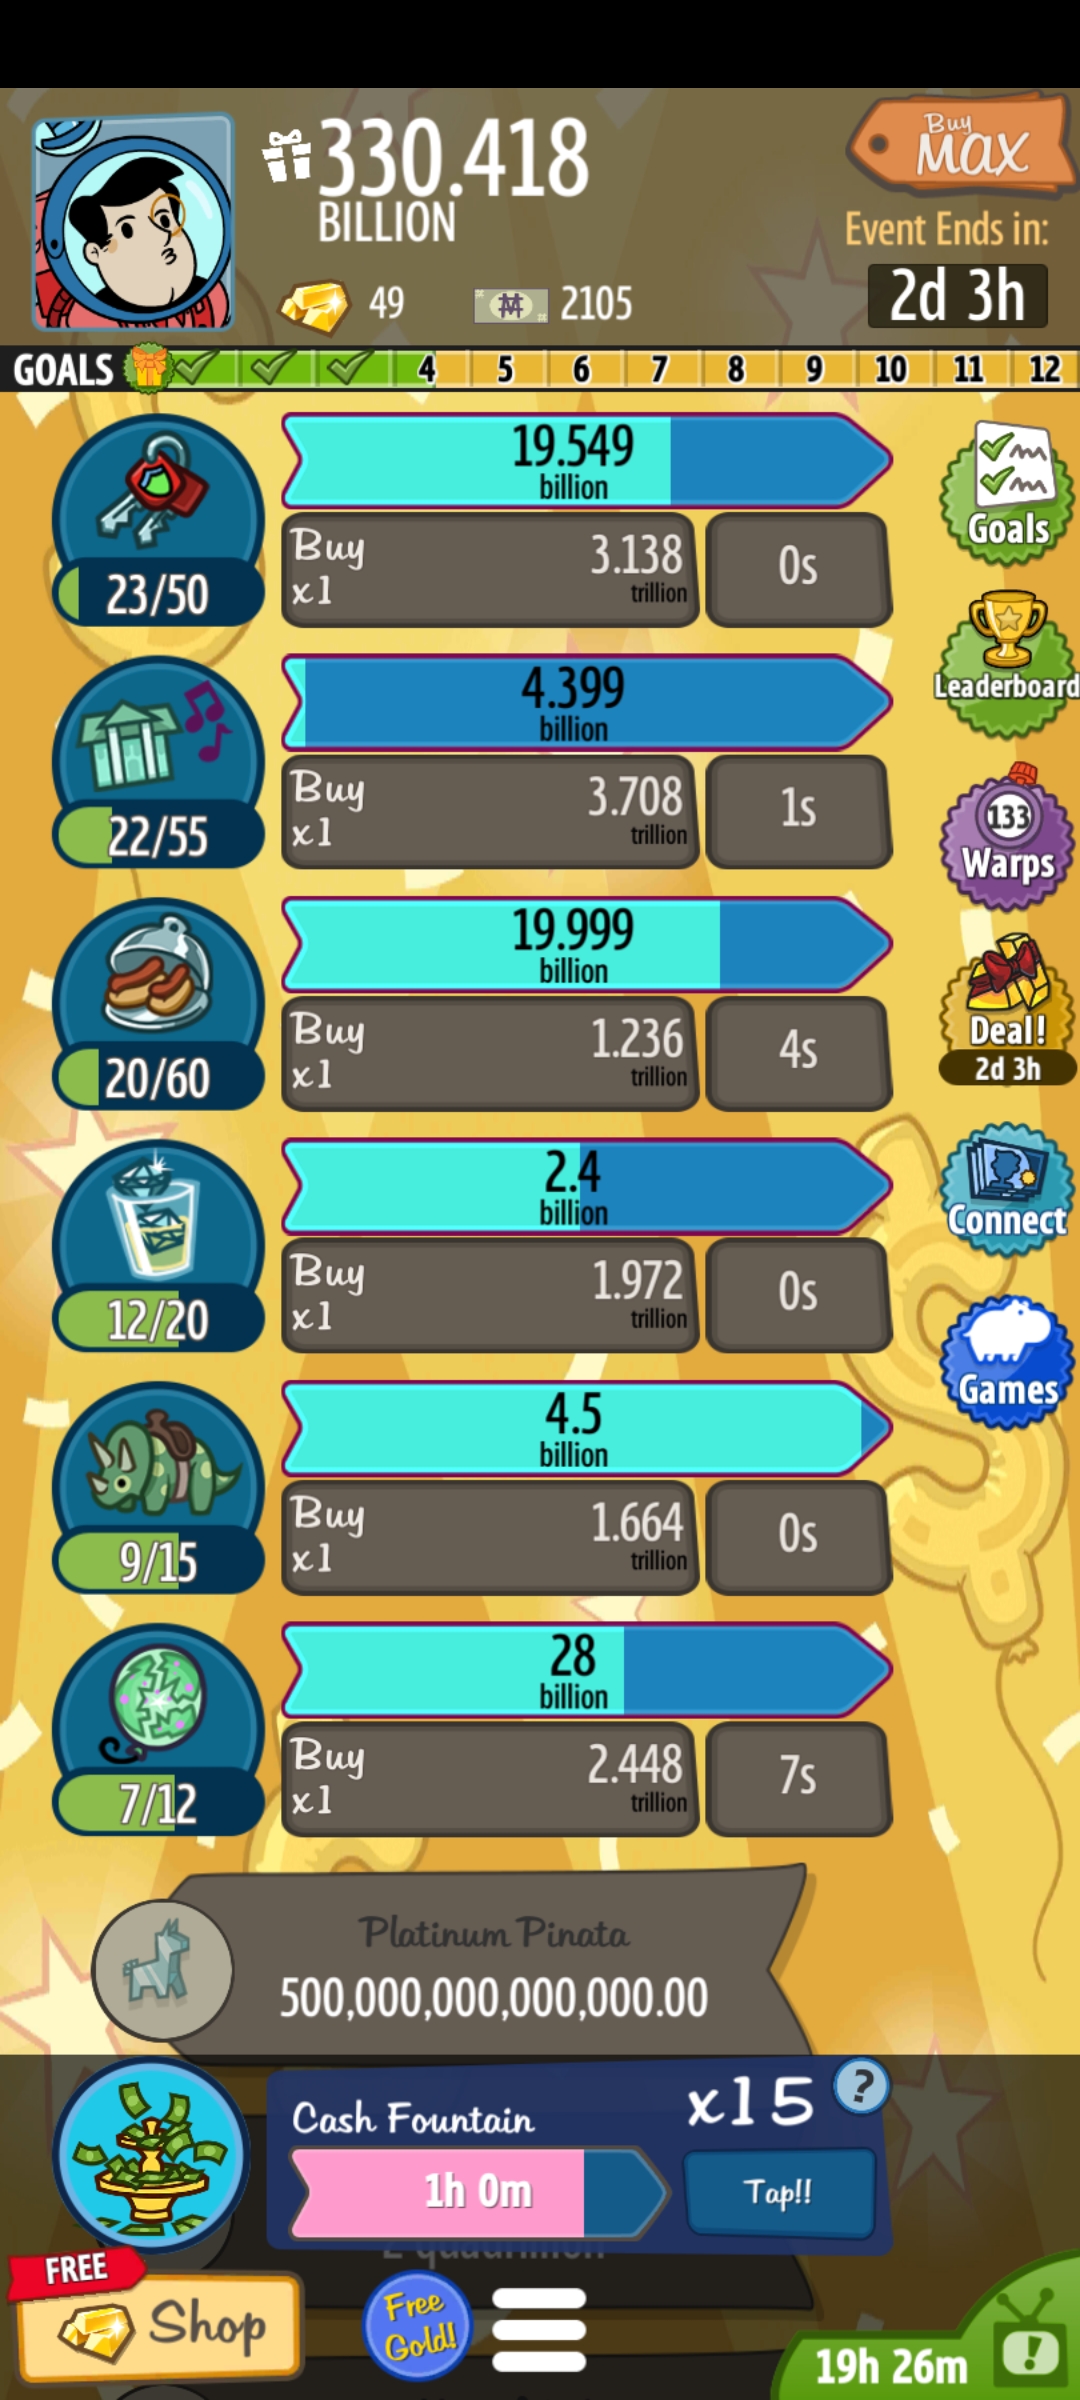 330.418
BILLION
Buy
MAX
Event Ends in:
2d 3h
49
2105
GOALS 4 5 6 7 8 9 10 11 12
19.549
billion
Buy
x1
3.138
trillion
0s
23/50
Goals
4.399
billion
Buy
x1
3.708
trillion
1s
22/55
Leaderboard
133
Warps
19.999
billion
Buy
x1
1.236
trillion
4s
20/60
Deal!
2d 3h
2.4
billion
Buy
x1
1.972
trillion
0s
12/20
Connect
4.5
billion
Buy
x1
1.664
trillion
0s
9/15
Games
28
billion
Buy
x1
2.448
trillion
7s
7/12
Platinum Pinata
500,000,000,000,000.00
Cash Fountain
x15
?
1h 0m
Tap!!
2 quadrillion
FREE
Shop
Free
Gold!
19h 26m